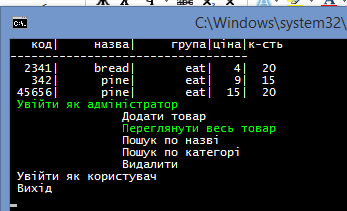 C:\Windows\system32\
код| назва| група|ціна|к-сть
2341| bread| eat| 4| 20
342| pine| eat| 9| 15
45656| pine| eat| 15| 20
Увійти як адміністратор
Додати товар
Переглянути весь товар
Пошук по назві
Пошук по категорі
Видалити
Увійти як користувач
Вихід